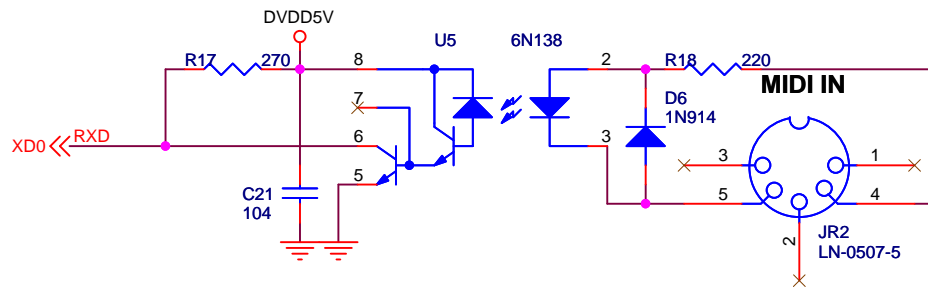 DVDD5V
U5
6N138
R17
270
8
2
R18
220
MIDI IN
7
D6
1N914
XD0
RXD
6
3
3
1
5
5
4
C21
104
2
JR2
LN-0507-5